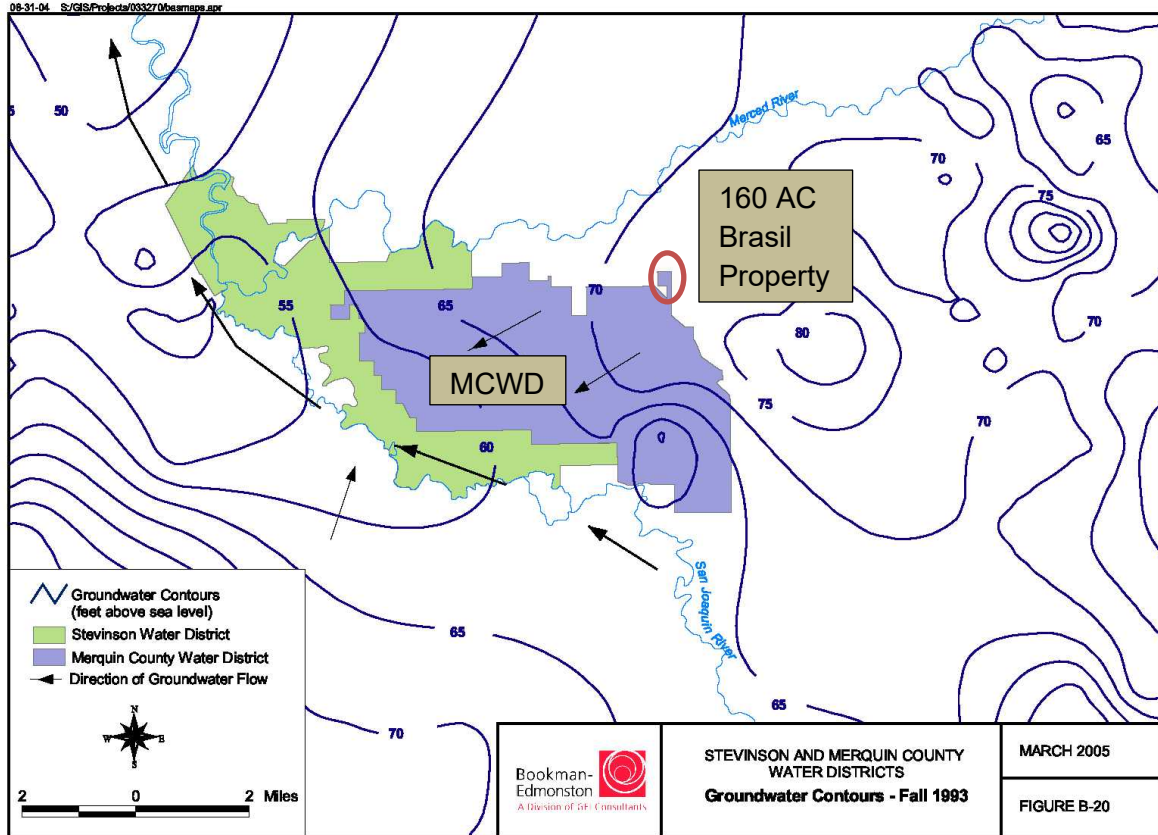 08-31-04 S:/GIS/Projects/033270/basmaps.apr
50
Merced River
70
65
75
160 AC
Brasil
Property
55
65
70
80
70
MCWD
75
70
60
0
San Joaquin River
65
65
70
Groundwater Contours
(feet above sea level)
Stevinson Water District
Merquin County Water District
Direction of Groundwater Flow
N
W E
S
2 0 2 Miles
Bookman-
Edmonston
A Division of GEI Consultants
STEVINSON AND MERQUIN COUNTY
WATER DISTRICTS
Groundwater Contours - Fall 1993
MARCH 2005
FIGURE B-20